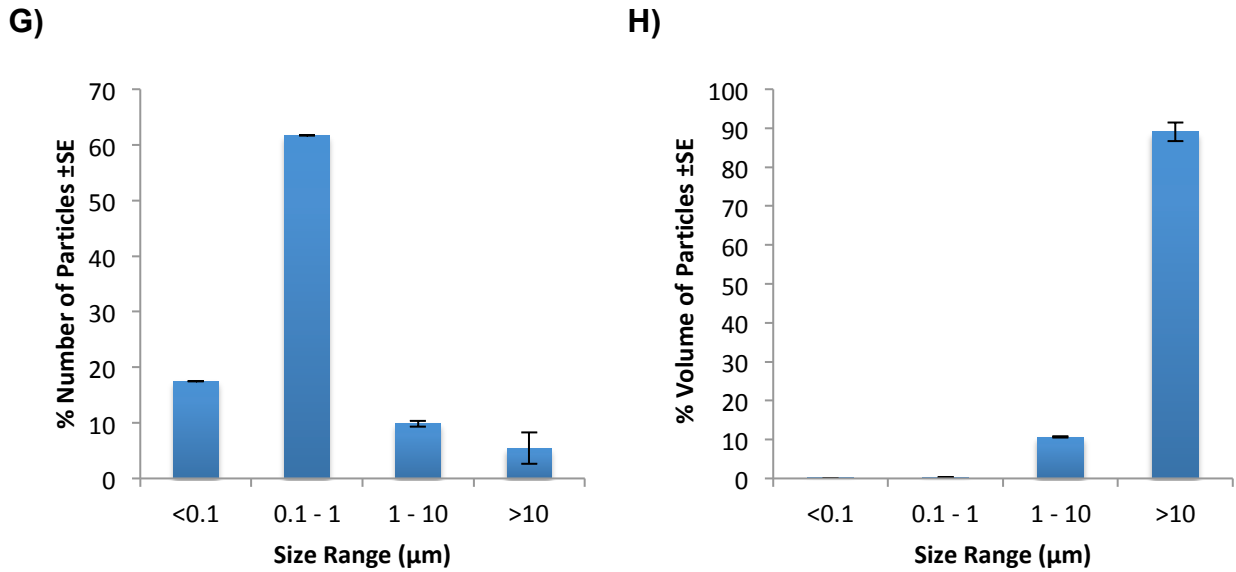 G)
% Number of Particles ±SE
70
60
50
40
30
20
10
0
<0.1 0.1 - 1 1 - 10 >10
Size Range (µm)
H)
% Volume of Particles ±SE
100
90
80
70
60
50
40
30
20
10
0
<0.1 0.1 - 1 1 - 10 >10
Size Range (µm)